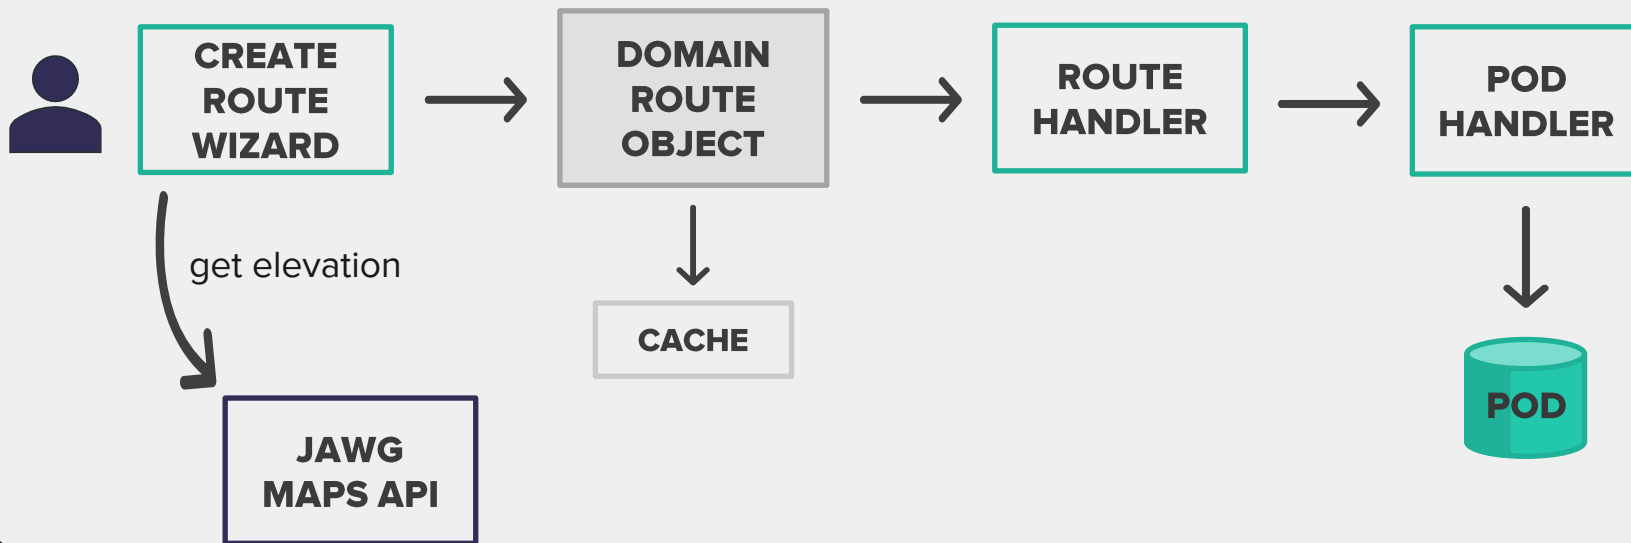 CREATE
ROUTE
WIZARD
DOMAIN
ROUTE
OBJECT
ROUTE
HANDLER
POD
HANDLER
get elevation
CACHE
POD
JAWG
MAPS API